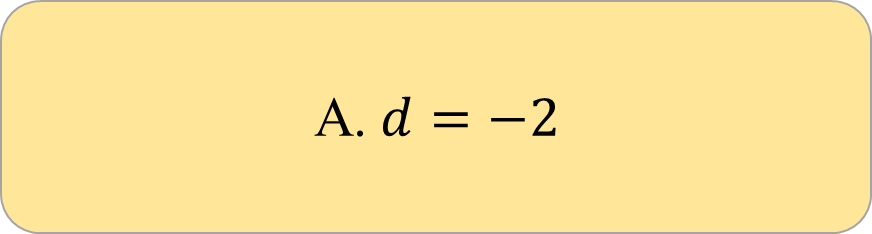 A. d = −2